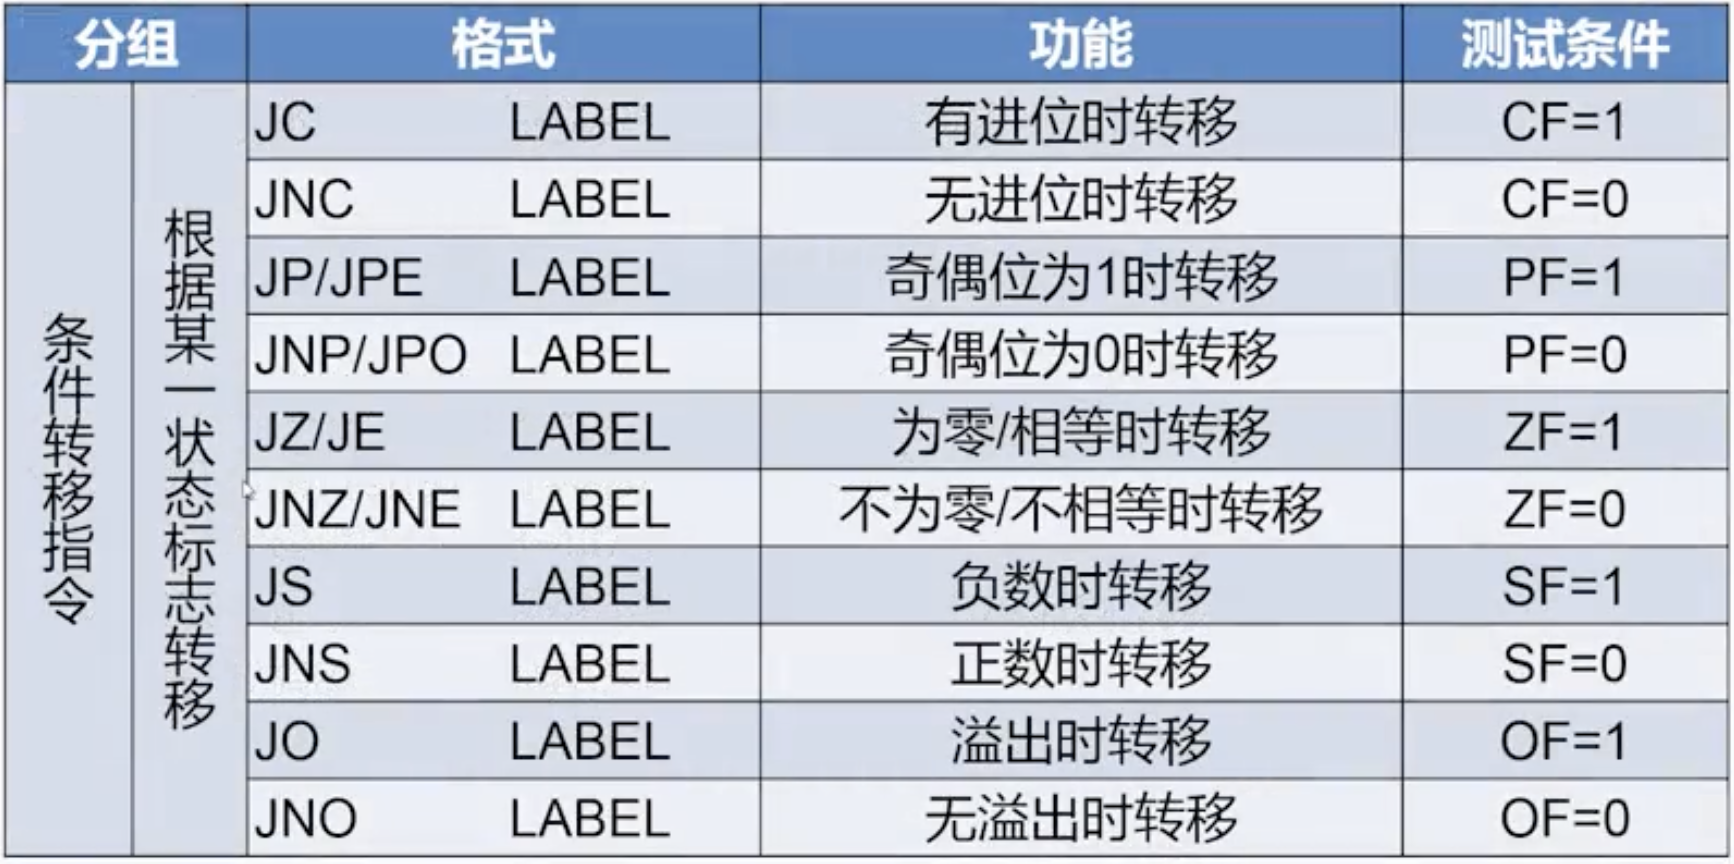 分组 格式 功能 测试条件
条件转移指令
根据某一状态标志转移
JC LABEL 有进位时转移 CF=1
JNC LABEL 无进位时转移 CF=0
JP/JPE LABEL 奇偶位为1时转移 PF=1
JNP/JPO LABEL 奇偶位为0时转移 PF=0
JZ/JE LABEL 为零/相等时转移 ZF=1
JNZ/JNE LABEL 不为零/不相等时转移 ZF=0
JS LABEL 负数时转移 SF=1
JNS LABEL 正数时转移 SF=0
JO LABEL 溢出时转移 OF=1
JNO LABEL 无溢出时转移 OF=0